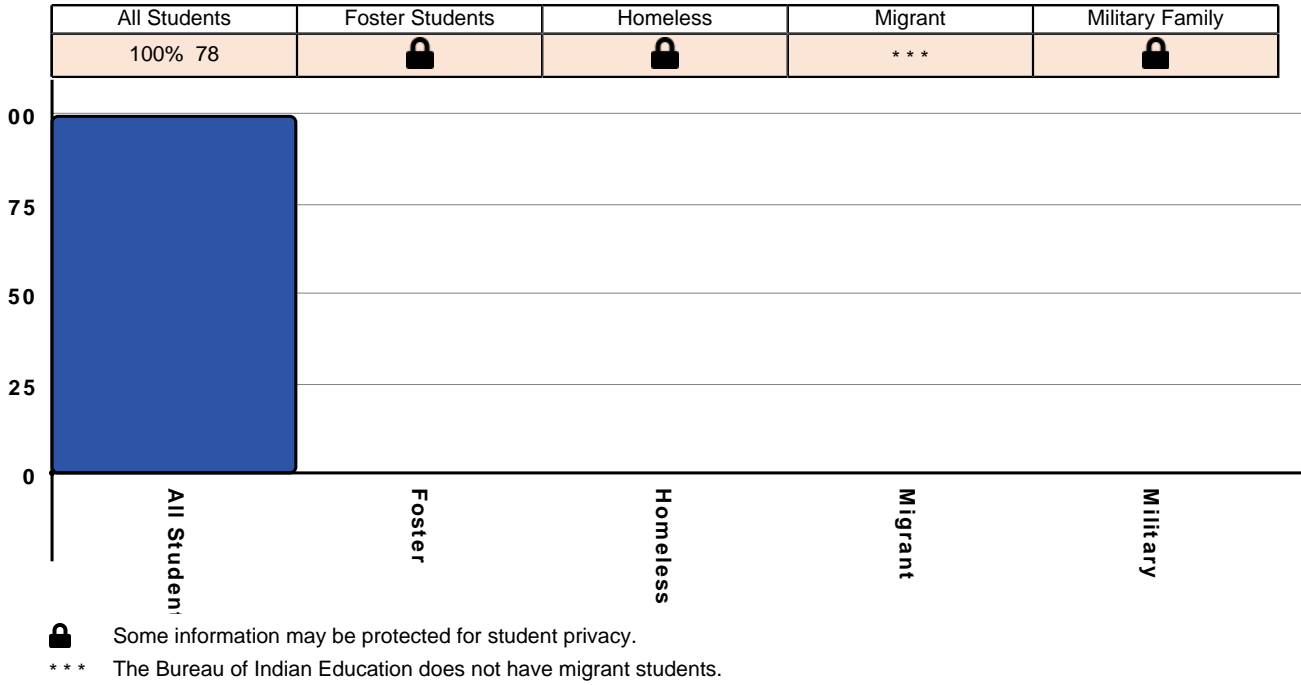 All Students Foster Students Homeless Migrant Military Family
100% 78 * * *
00
75
50
25
0
All Studen
Foster
Homeless
Migrant
Military
Some information may be protected for student privacy.
* * * The Bureau of Indian Education does not have migrant students.